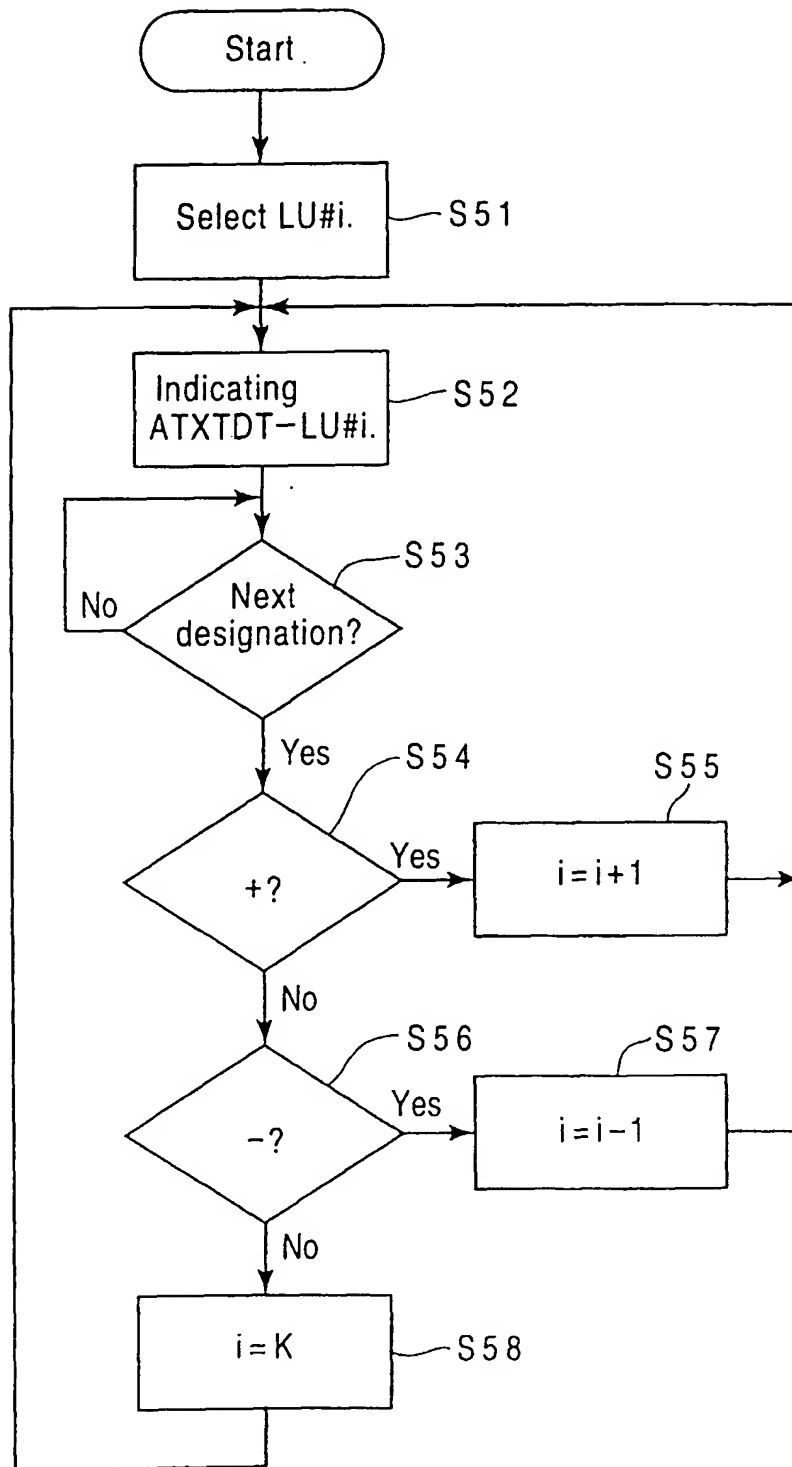 Start
Select LU#i.
S51
Indicating
ATXTDT-LU#i.
S52
S53
Next
designation?
No
Yes
S54
+?
Yes
S55
i=i+1
No
S56
-?
Yes
S57
i=i-1
No
i=K
S58